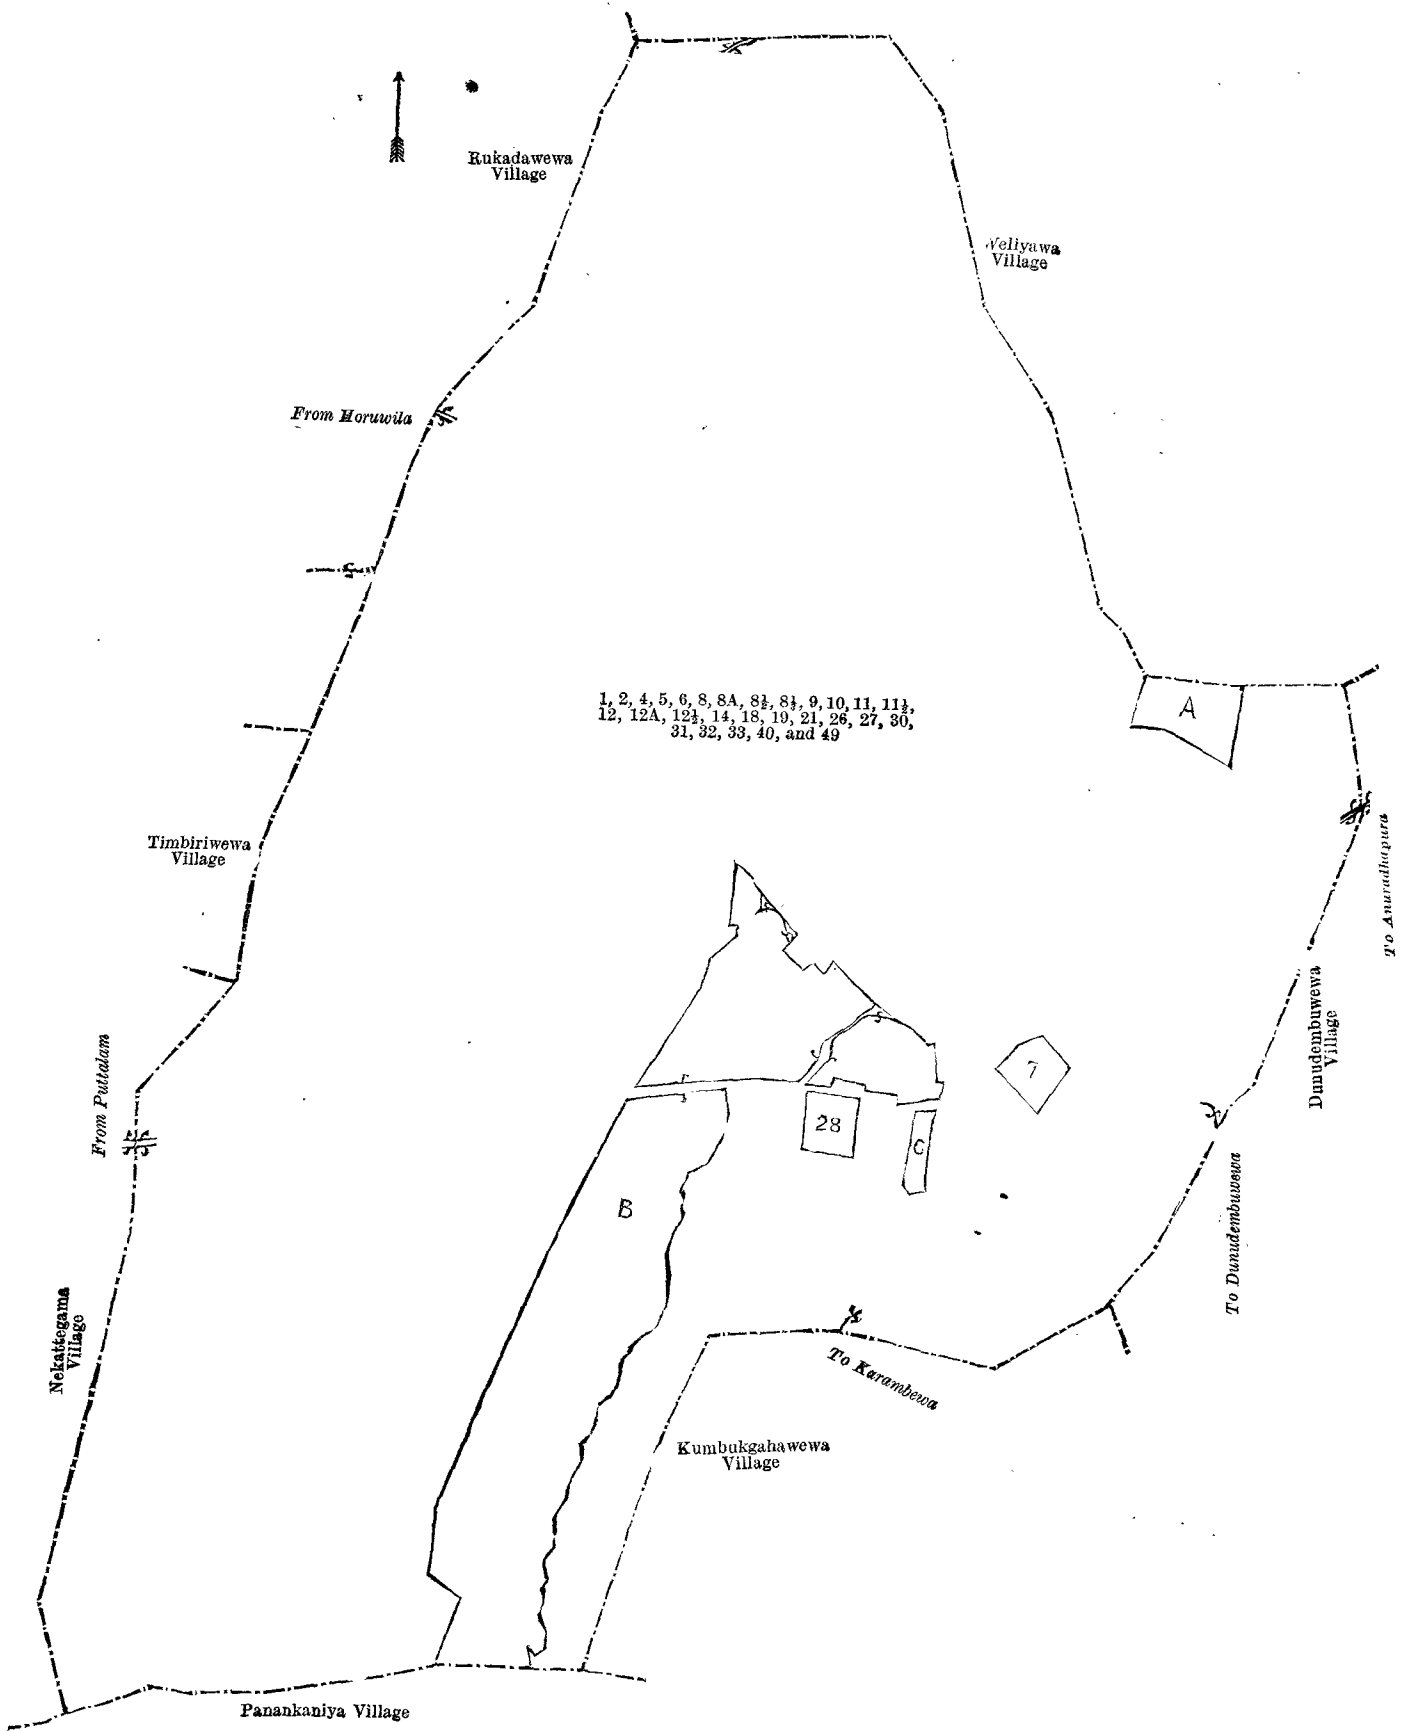 Rukadawewa
Village
Veliyawa
Village
From Horuwila
1, 2, 4, 5, 6, 8, 8A, 8½, 8⅓, 9, 10, 11, 11½,
12, 12A, 12½, 14, 18, 19, 21, 26, 27, 30,
31, 32, 33, 40, and 49
A
To Anuradhapura
Timbiriwewa
Village
Dunudembuwewa
Village
From Puttalam
7
28
C
B
To Dunudembuwewa
Nekattegama
Village
To Karambewa
Kumbukgahawewa
Village
Panankaniya Village